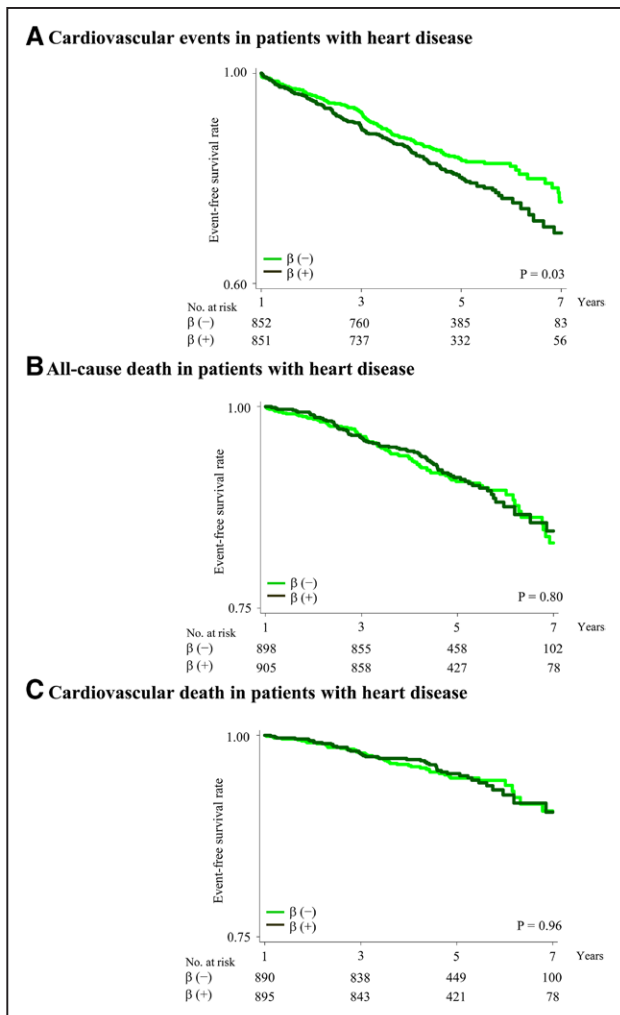 A Cardiovascular events in patients with heart disease
1.00
Event-free survival rate
β (−)
β (+)
P = 0.03
0.60
1 3 5 7 Years
No. at risk
β (−) 852 760 385 83
β (+) 851 737 332 56
B All-cause death in patients with heart disease
1.00
Event-free survival rate
β (−)
β (+)
P = 0.80
0.75
1 3 5 7 Years
No. at risk
β (−) 898 855 458 102
β (+) 905 858 427 78
C Cardiovascular death in patients with heart disease
1.00
Event-free survival rate
β (−)
β (+)
P = 0.96
0.75
1 3 5 7 Years
No. at risk
β (−) 890 838 449 100
β (+) 895 843 421 78